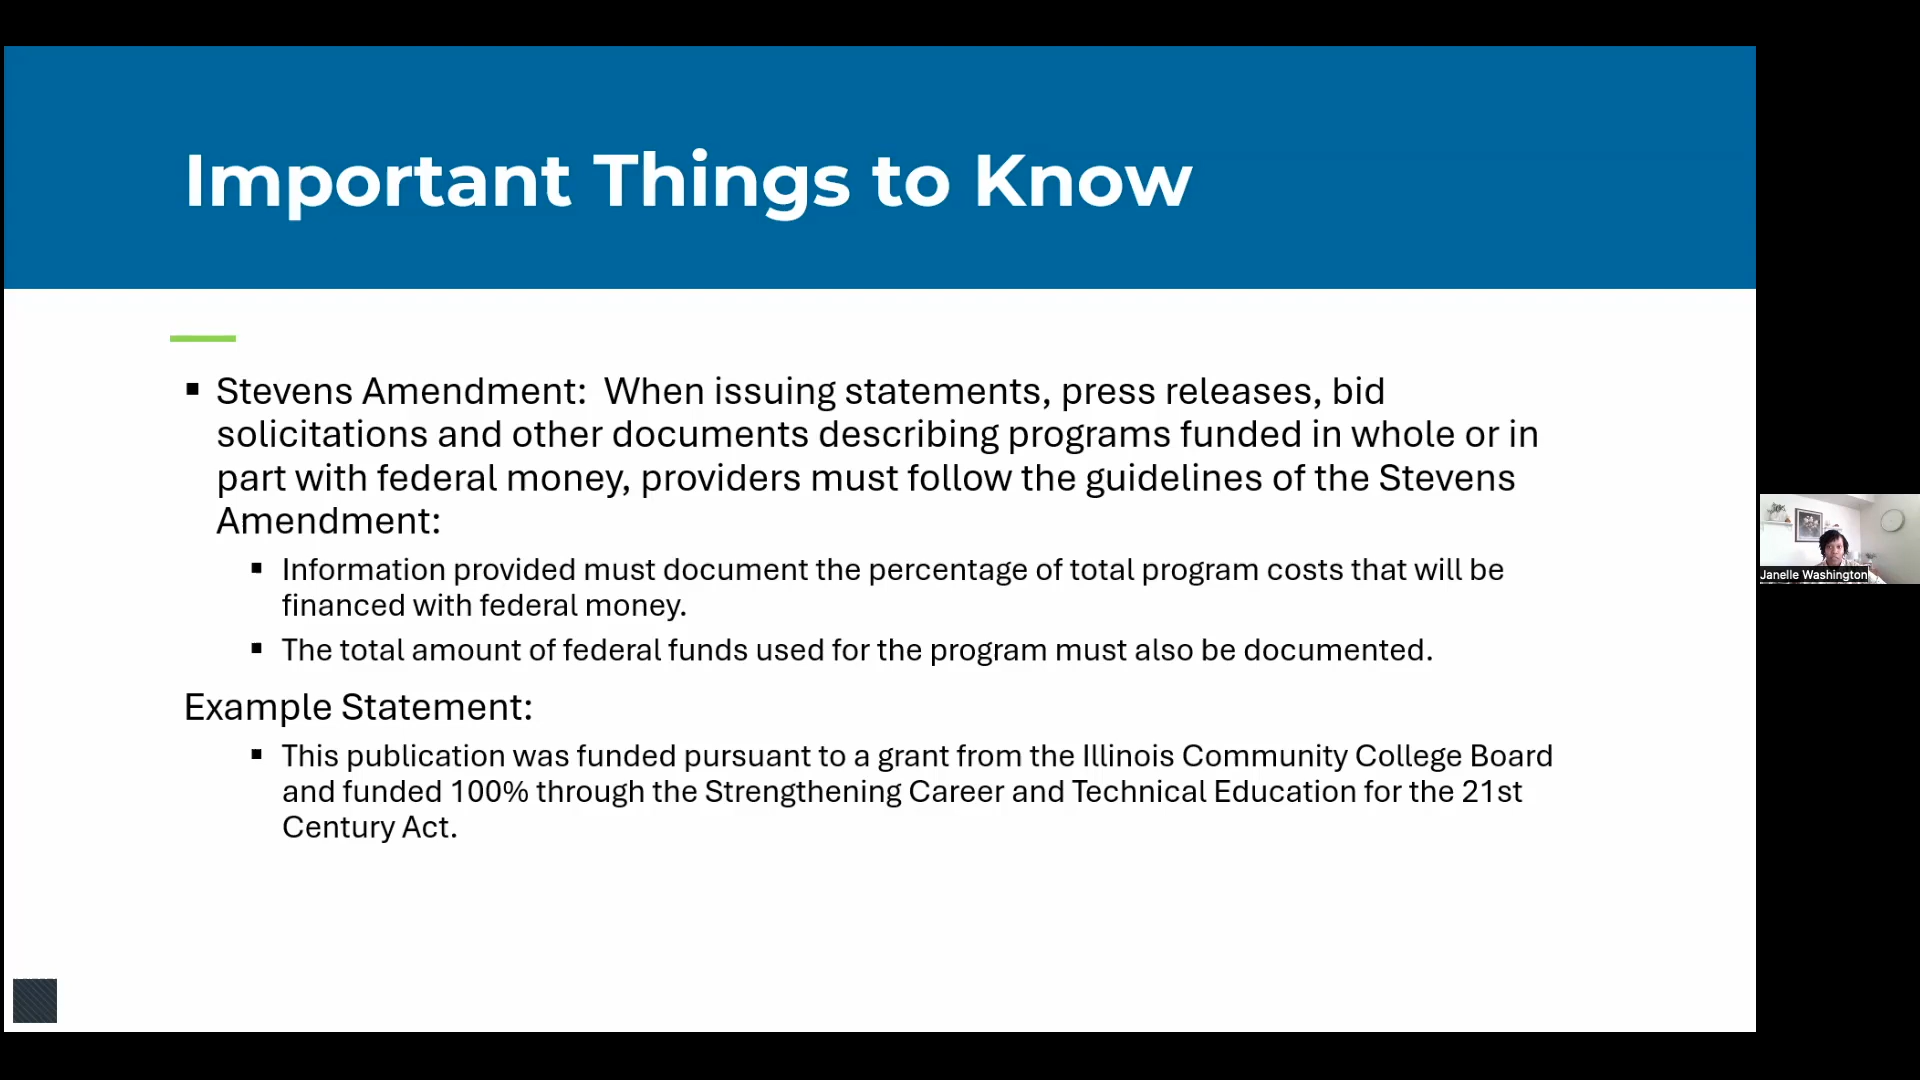 Important Things to Know
▪ Stevens Amendment: When issuing statements, press releases, bid
solicitations and other documents describing programs funded in whole or in
part with federal money, providers must follow the guidelines of the Stevens
Amendment:
▪ Information provided must document the percentage of total program costs that will be
financed with federal money.
▪ The total amount of federal funds used for the program must also be documented.
Example Statement:
▪ This publication was funded pursuant to a grant from the Illinois Community College Board
and funded 100% through the Strengthening Career and Technical Education for the 21st
Century Act.
Janelle Washington